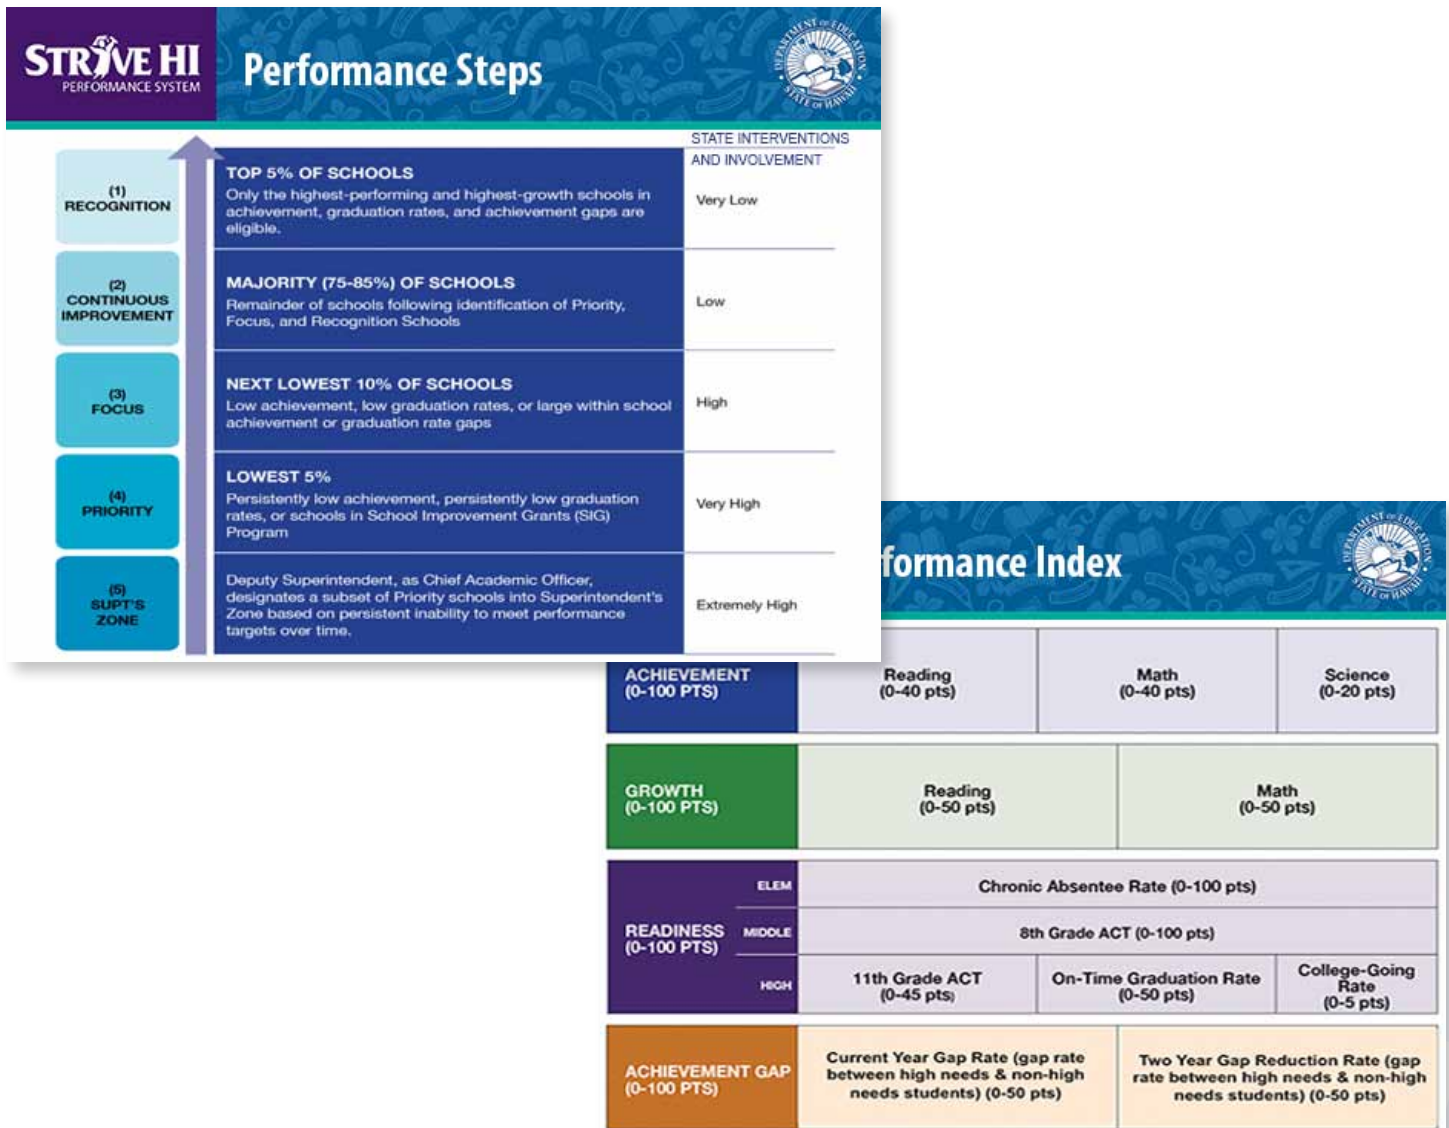 STRIVE HI
PERFORMANCE SYSTEM
Performance Steps
DEPARTMENT OF EDUCATION
STATE OF HAWAII
STATE INTERVENTIONS
AND INVOLVEMENT
(1)
RECOGNITION
TOP 5% OF SCHOOLS
Only the highest-performing and highest-growth schools in
achievement, graduation rates, and achievement gaps are
eligible.
Very Low
(2)
CONTINUOUS
IMPROVEMENT
MAJORITY (75-85%) OF SCHOOLS
Remainder of schools following identification of Priority,
Focus, and Recognition Schools
Low
(3)
FOCUS
NEXT LOWEST 10% OF SCHOOLS
Low achievement, low graduation rates, or large within school
achievement or graduation rate gaps
High
(4)
PRIORITY
LOWEST 5%
Persistently low achievement, persistently low graduation
rates, or schools in School Improvement Grants (SIG)
Program
Very High
(5)
SUPT'S
ZONE
Deputy Superintendent, as Chief Academic Officer,
designates a subset of Priority schools into Superintendent's
Zone based on persistent inability to meet performance
targets over time.
Extremely High
formance Index
DEPARTMENT OF EDUCATION
STATE OF HAWAII
ACHIEVEMENT
(0-100 PTS)
Reading
(0-40 pts)
Math
(0-40 pts)
Science
(0-20 pts)
GROWTH
(0-100 PTS)
Reading
(0-50 pts)
Math
(0-50 pts)
READINESS
(0-100 PTS)
ELEM
Chronic Absentee Rate (0-100 pts)
MIDDLE
8th Grade ACT (0-100 pts)
HIGH
11th Grade ACT
(0-45 pts)
On-Time Graduation Rate
(0-50 pts)
College-Going
Rate
(0-5 pts)
ACHIEVEMENT GAP
(0-100 PTS)
Current Year Gap Rate (gap rate
between high needs & non-high
needs students) (0-50 pts)
Two Year Gap Reduction Rate (gap
rate between high needs & non-high
needs students) (0-50 pts)